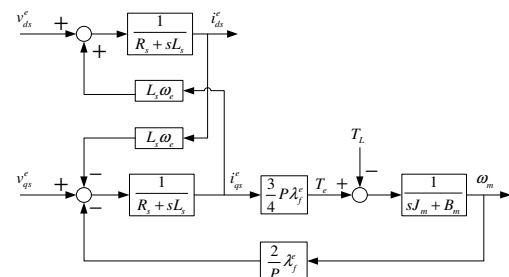 v_{ds}^{e} + + 1 / (R_s + sL_s) i_{ds}^{e}
L_s ω_e
L_s ω_e
T_L
v_{qs}^{e} + − − 1 / (R_s + sL_s) i_{qs}^{e} 3/4 Pλ_f^e T_e + − 1 / (sJ_m + B_m) ω_m
2/P λ_f^e